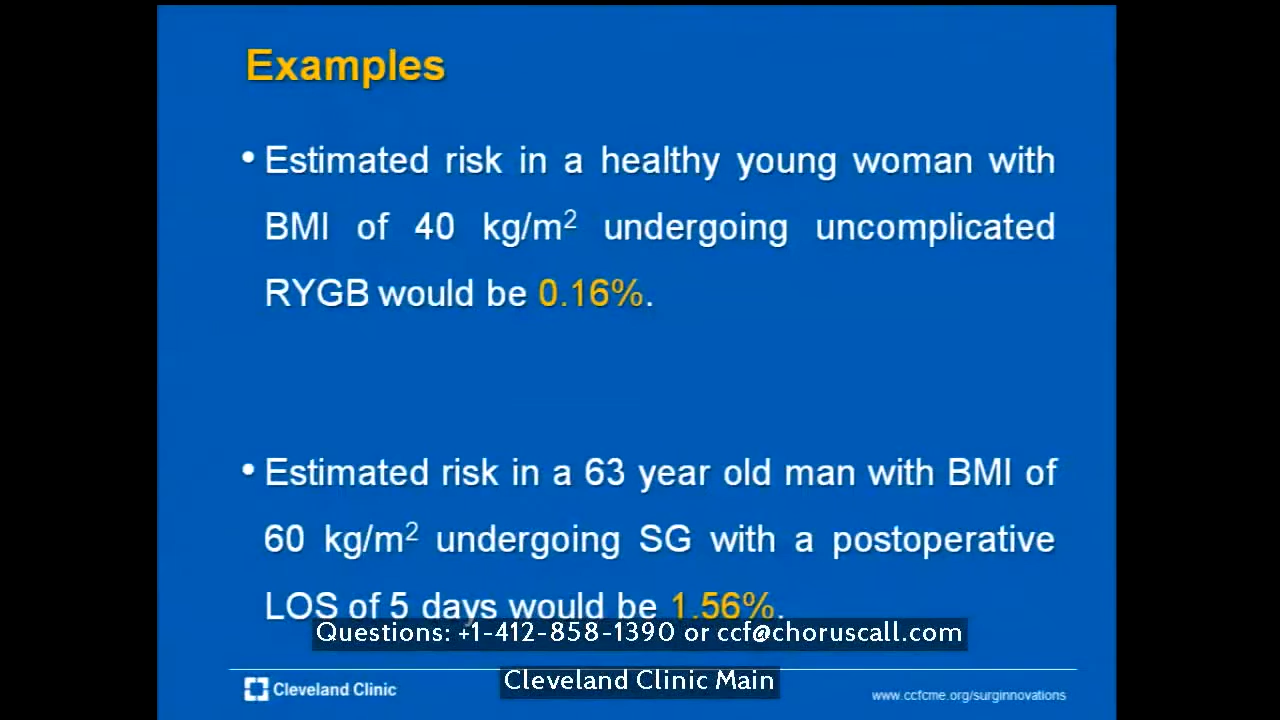 Examples
• Estimated risk in a healthy young woman with
BMI of 40 kg/m² undergoing uncomplicated
RYGB would be 0.16%.
• Estimated risk in a 63 year old man with BMI of
60 kg/m² undergoing SG with a postoperative
LOS of 5 days would be 1.56%.
Questions: +1-412-858-1390 or ccf@choruscall.com
Cleveland Clinic Main
Cleveland Clinic
www.ccfcme.org/surginnovations